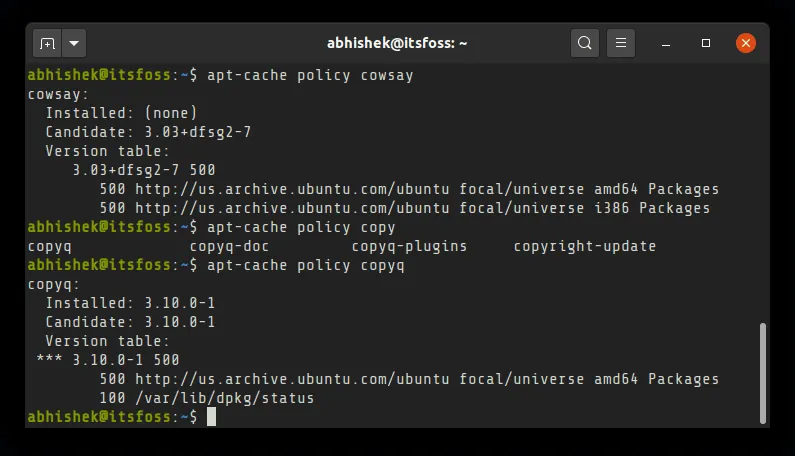 abhishek@itsfoss: ~
abhishek@itsfoss:~$ apt-cache policy cowsay
cowsay:
  Installed: (none)
  Candidate: 3.03+dfsg2-7
  Version table:
     3.03+dfsg2-7 500
        500 http://us.archive.ubuntu.com/ubuntu focal/universe amd64 Packages
        500 http://us.archive.ubuntu.com/ubuntu focal/universe i386 Packages
abhishek@itsfoss:~$ apt-cache policy copy
copyq             copyq-doc         copyq-plugins     copyright-update
abhishek@itsfoss:~$ apt-cache policy copyq
copyq:
  Installed: 3.10.0-1
  Candidate: 3.10.0-1
  Version table:
 *** 3.10.0-1 500
        500 http://us.archive.ubuntu.com/ubuntu focal/universe amd64 Packages
        100 /var/lib/dpkg/status
abhishek@itsfoss:~$